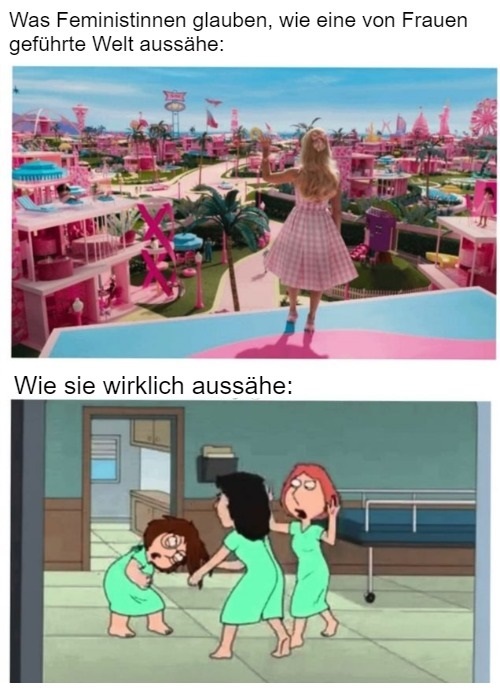 Was Feministinnen glauben, wie eine von Frauen
geführte Welt aussähe:
Wie sie wirklich aussähe: